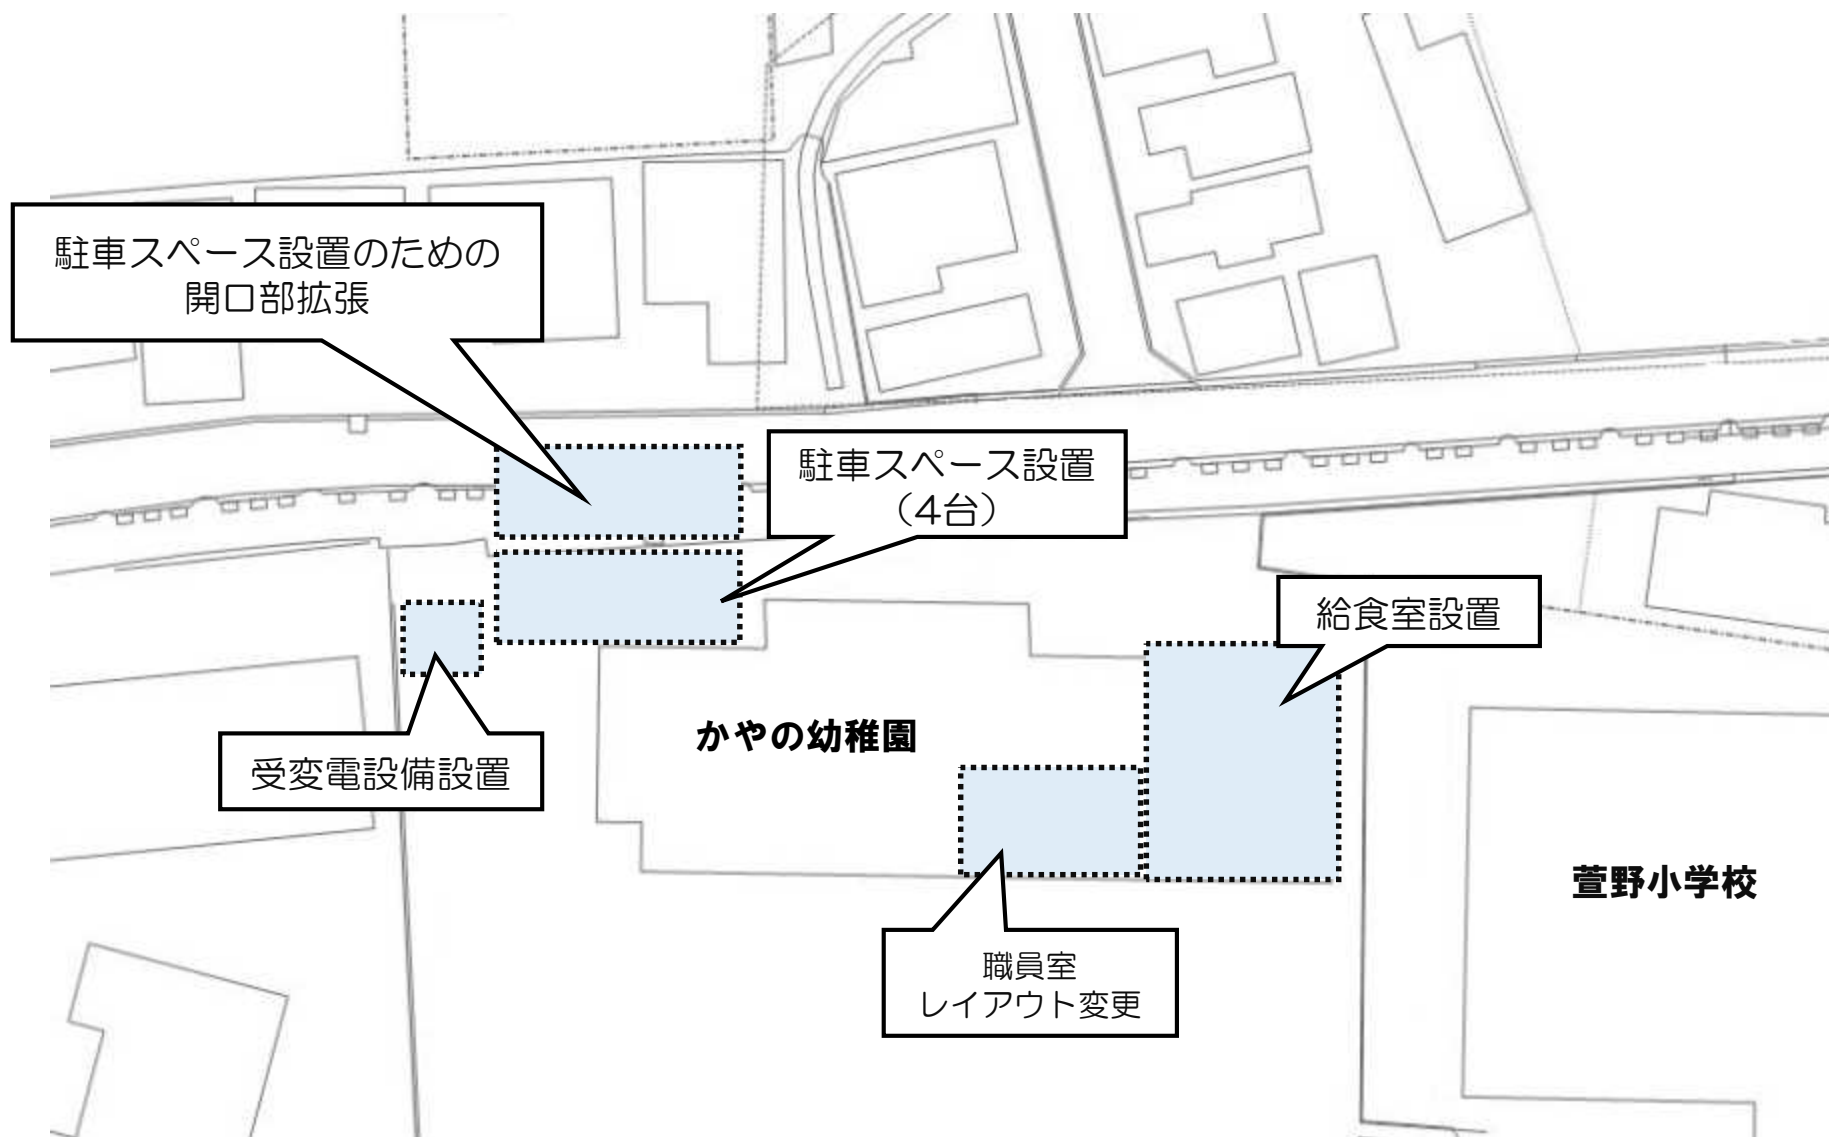 駐車スペース設置のための
開口部拡張
駐車スペース設置
（4台）
給食室設置
かやの幼稚園
受変電設備設置
萱野小学校
職員室
レイアウト変更